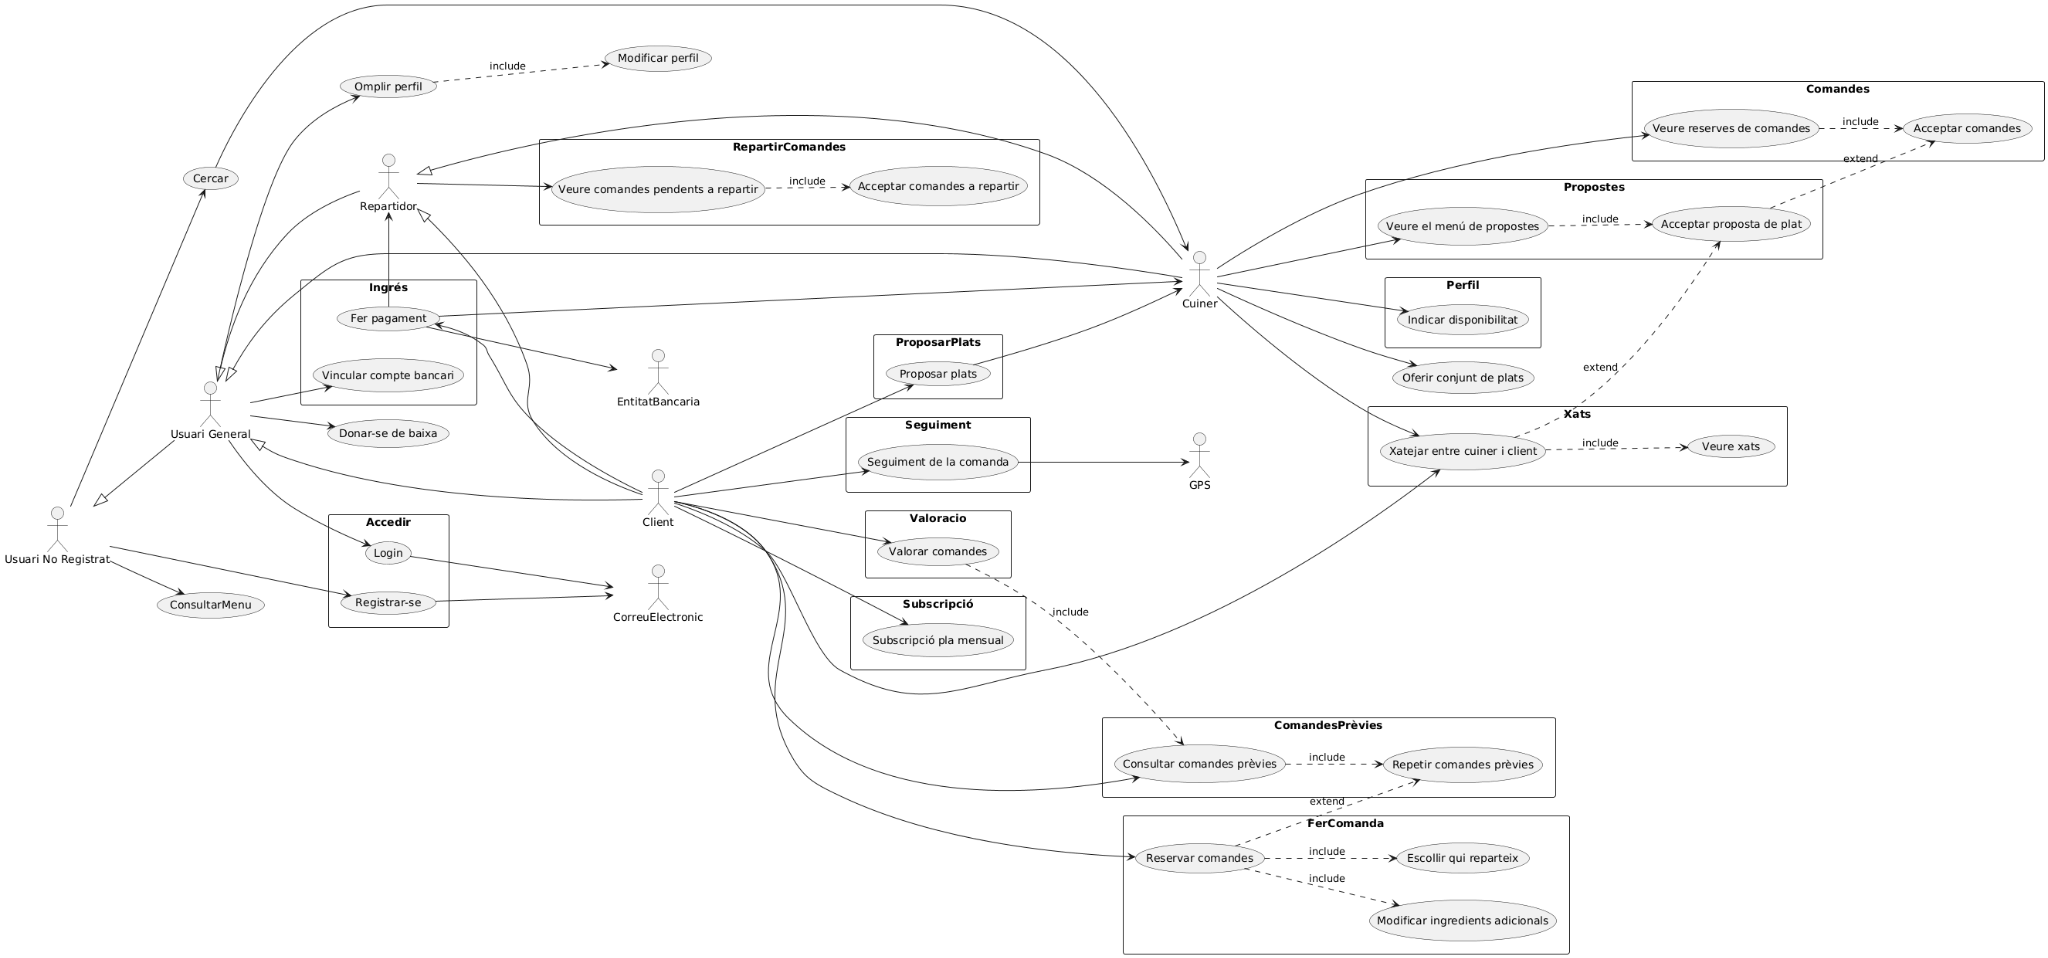 Modificar perfil
include
Omplir perfil
Comandes
Veure reserves de comandes
include
Acceptar comandes
RepartirComandes
extend
Cercar
Repartidor
Veure comandes pendents a repartir
include
Acceptar comandes a repartir
Propostes
Veure el menú de propostes
include
Acceptar proposta de plat
Ingrés
Fer pagament
Vincular compte bancari
Cuiner
Perfil
Indicar disponibilitat
ProposarPlats
Proposar plats
extend
Oferir conjunt de plats
EntitatBancaria
Usuari General
Donar-se de baixa
Seguiment
Seguiment de la comanda
GPS
Xats
Xatejar entre cuiner i client
include
Veure xats
Client
Usuari No Registrat
Accedir
Login
Registrar-se
ConsultarMenu
CorreuElectronic
Valoracio
Valorar comandes
Subscripció
include
Subscripció pla mensual
ComandesPrèvies
Consultar comandes prèvies
include
Repetir comandes prèvies
extend
FerComanda
Reservar comandes
include
Escollir qui reparteix
include
Modificar ingredients adicionals